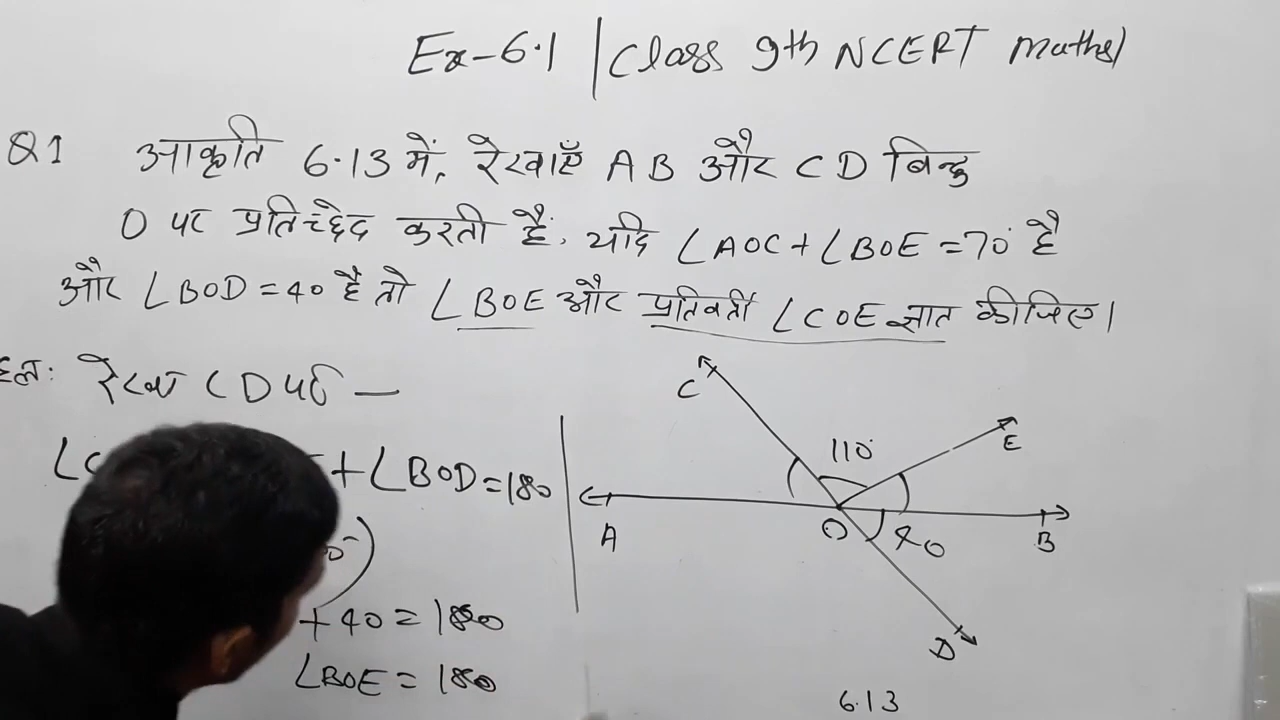 Ex-6.1 | Class 9th NCERT Maths
Q1 आकृति 6.13 में, रेखाएँ AB और CD बिन्दु
O पर प्रतिच्छेद करती हैं, यदि ∠AOC+∠BOE=70° है
और ∠BOD=40 है तो ∠BOE और प्रतिवर्ती ∠COE ज्ञात कीजिए।
हल: रेखा CD पर —
+∠BOD=180
+40=180
∠BOE=180
C
110°
E
A
O
40
B
D
6.13